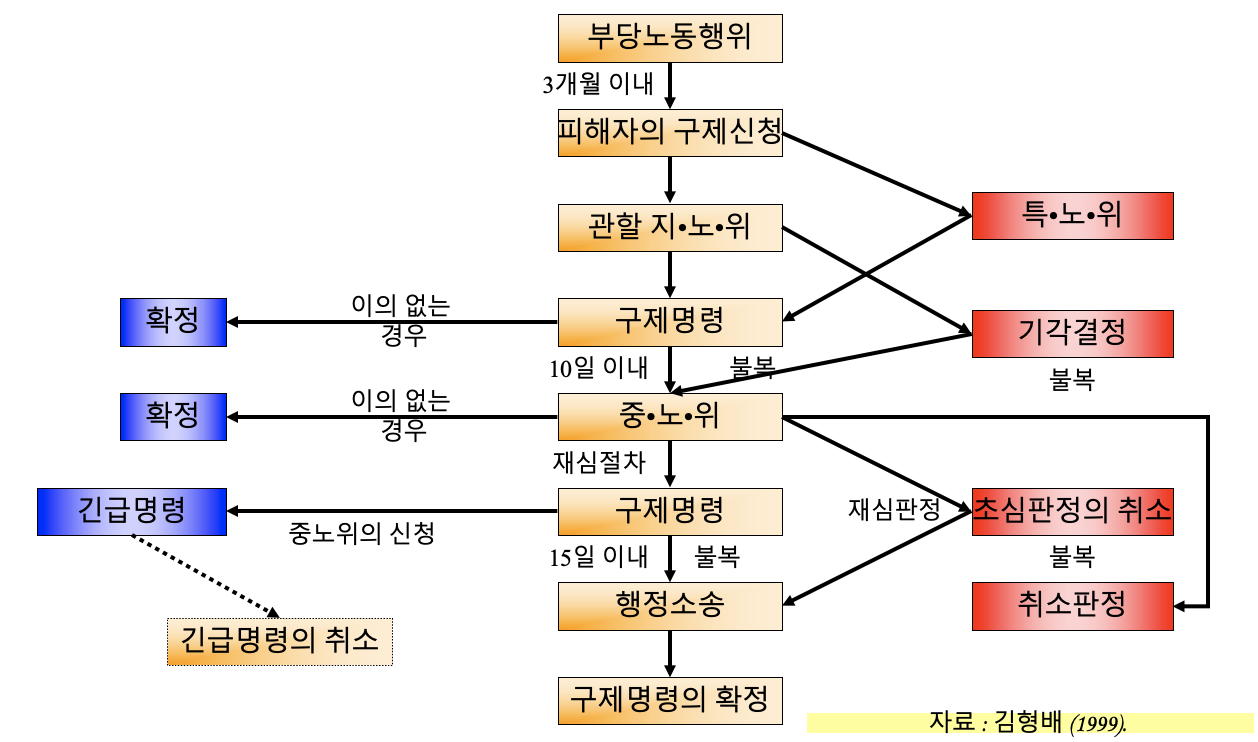 부당노동행위
3개월 이내
피해자의 구제신청
특•노•위
관할 지•노•위
이의 없는
경우
확정
구제명령
기각결정
10일 이내
불복
불복
이의 없는
경우
확정
중•노•위
재심절차
긴급명령
중노위의 신청
구제명령
재심판정
초심판정의 취소
15일 이내
불복
불복
행정소송
취소판정
긴급명령의 취소
구제명령의 확정
자료 : 김형배 (1999).